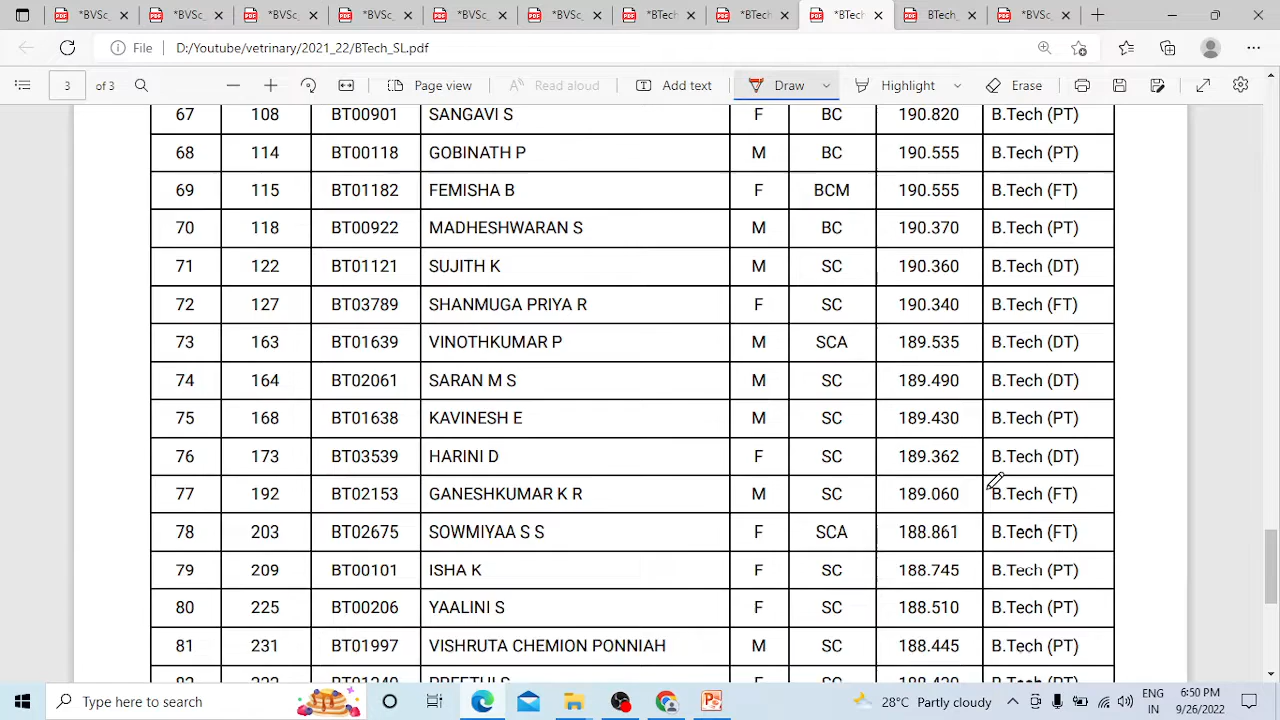 *BVSc
*BVSc
*BVSc
*BVSc
*BVSc
*BVSc
*BTech
*BTech
*BTech
BTech_
*BVSc
File D:/Youtube/vetrinary/2021_22/BTech_SL.pdf
3 of 3 Page view Read aloud Add text Draw Highlight Erase
67 108 BT00901 SANGAVI S F BC 190.820 B.Tech (PT)
68 114 BT00118 GOBINATH P M BC 190.555 B.Tech (PT)
69 115 BT01182 FEMISHA B F BCM 190.555 B.Tech (FT)
70 118 BT00922 MADHESHWARAN S M BC 190.370 B.Tech (PT)
71 122 BT01121 SUJITH K M SC 190.360 B.Tech (DT)
72 127 BT03789 SHANMUGA PRIYA R F SC 190.340 B.Tech (FT)
73 163 BT01639 VINOTHKUMAR P M SCA 189.535 B.Tech (DT)
74 164 BT02061 SARAN M S M SC 189.490 B.Tech (DT)
75 168 BT01638 KAVINESH E M SC 189.430 B.Tech (PT)
76 173 BT03539 HARINI D F SC 189.362 B.Tech (DT)
77 192 BT02153 GANESHKUMAR K R M SC 189.060 B.Tech (FT)
78 203 BT02675 SOWMIYAA S S F SCA 188.861 B.Tech (FT)
79 209 BT00101 ISHA K F SC 188.745 B.Tech (PT)
80 225 BT00206 YAALINI S F SC 188.510 B.Tech (PT)
81 231 BT01997 VISHRUTA CHEMION PONNIAH M SC 188.445 B.Tech (PT)
Type here to search 28°C Partly cloudy ENG 6:50 PM
IN 9/26/2022